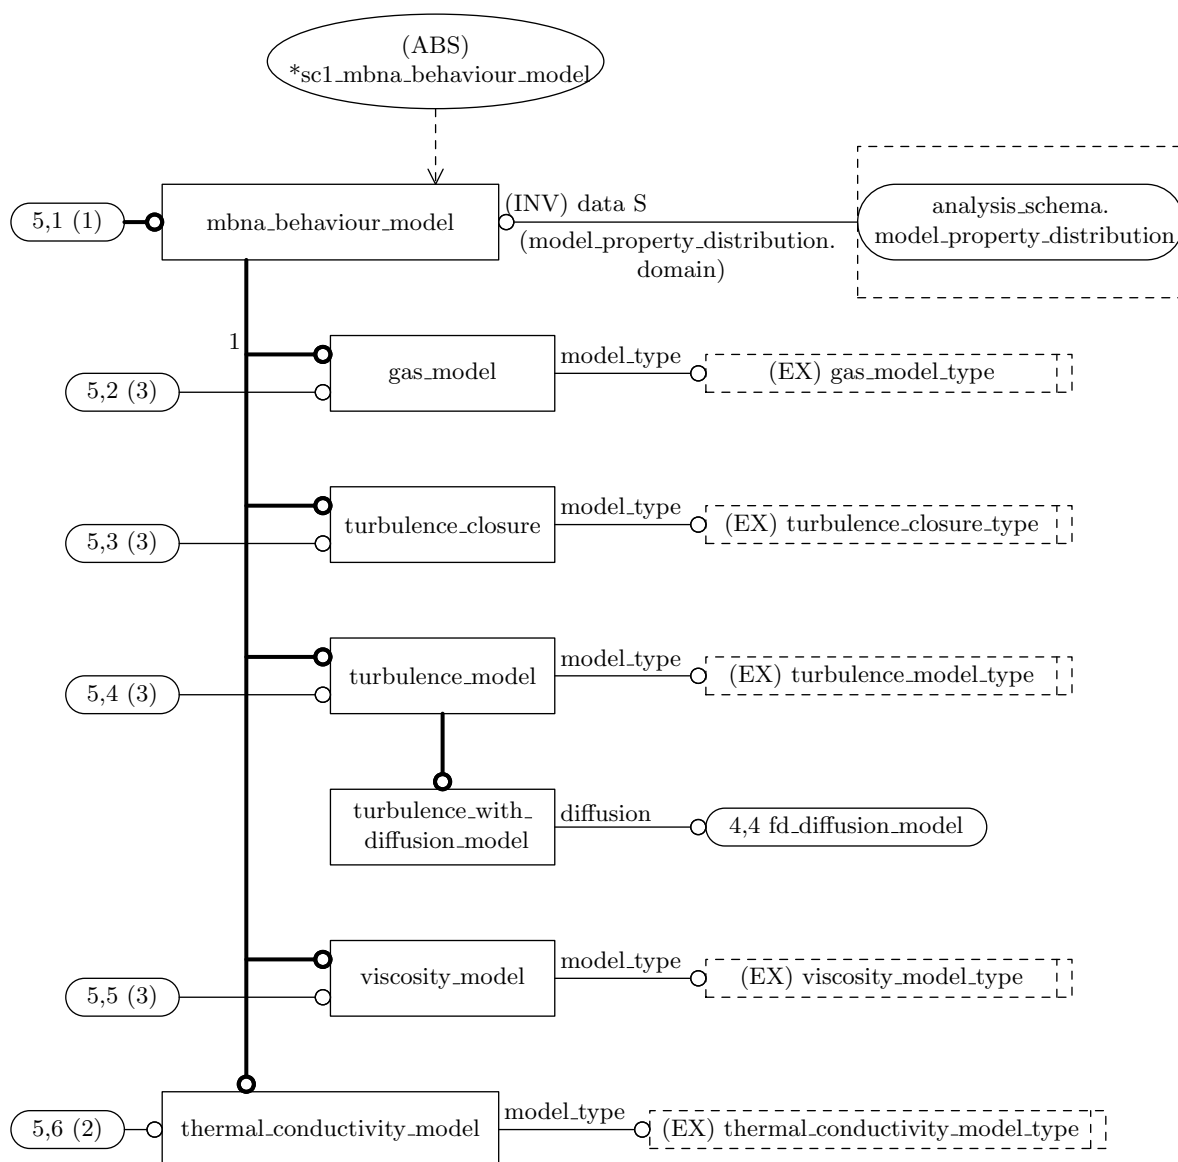 (ABS)
*sc1_mbna_behaviour_model
5,1 (1)
mbna_behaviour_model
(INV) data S
(model_property_distribution.
domain)
analysis_schema.
model_property_distribution
1
gas_model
model_type
(EX) gas_model_type
5,2 (3)
turbulence_closure
model_type
(EX) turbulence_closure_type
5,3 (3)
turbulence_model
model_type
(EX) turbulence_model_type
5,4 (3)
turbulence_with_
diffusion_model
diffusion
4,4 fd_diffusion_model
viscosity_model
model_type
(EX) viscosity_model_type
5,5 (3)
5,6 (2)
thermal_conductivity_model
model_type
(EX) thermal_conductivity_model_type